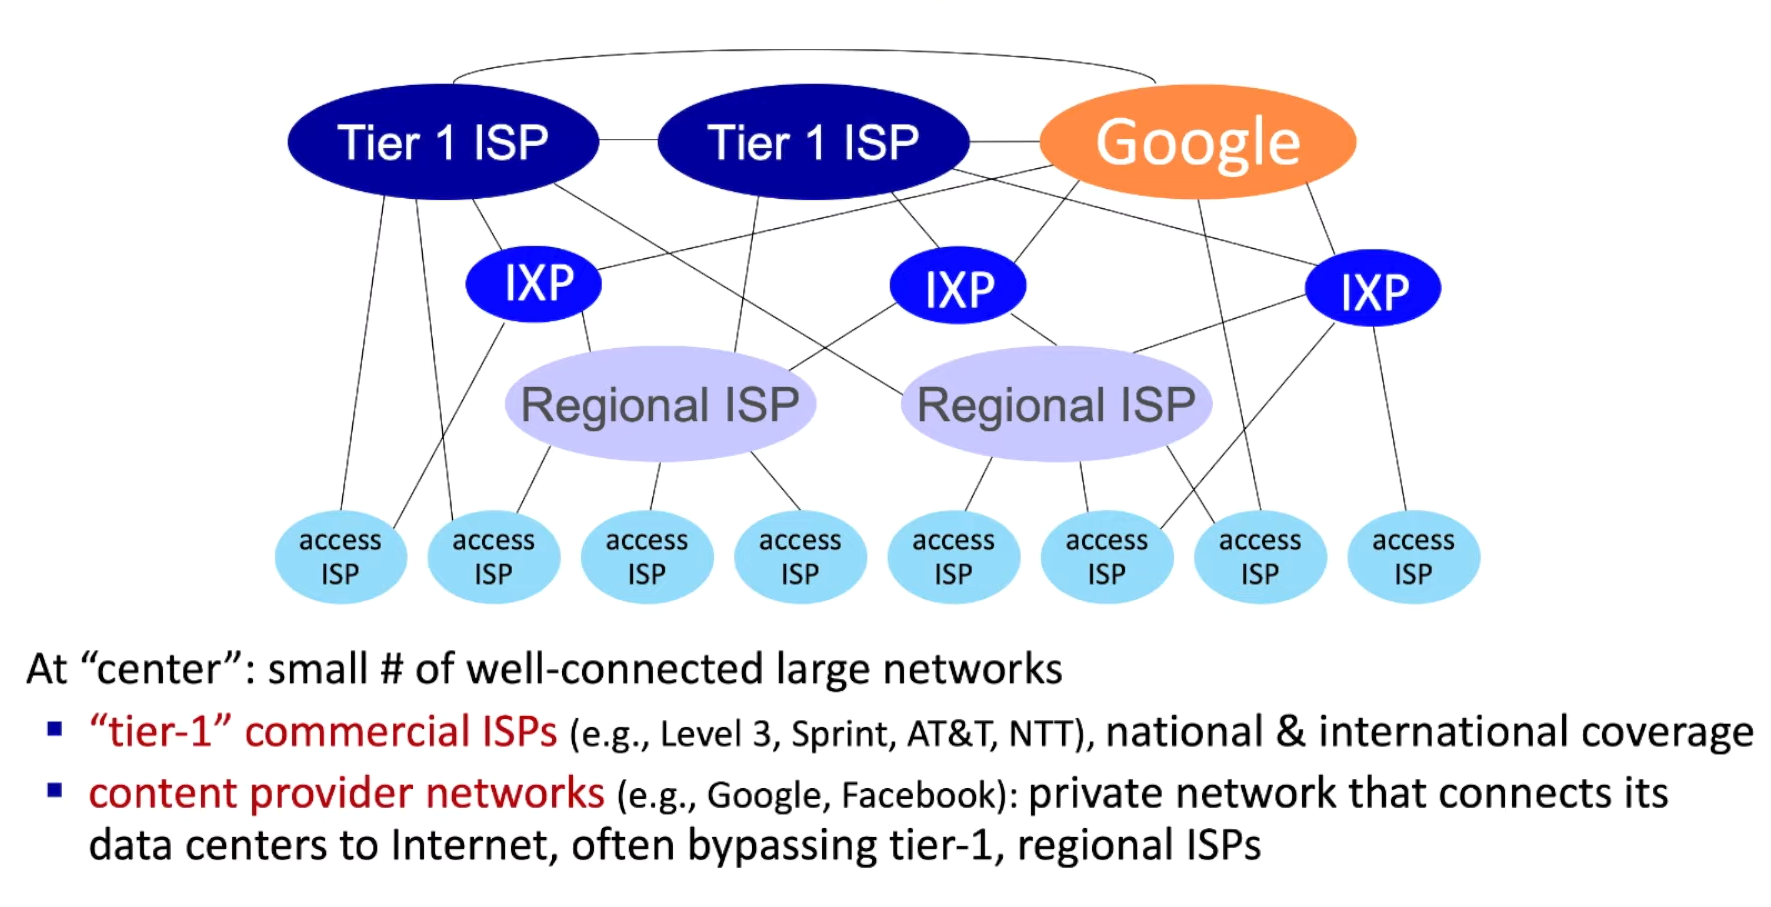 Tier 1 ISP
Tier 1 ISP
Google
IXP
IXP
IXP
Regional ISP
Regional ISP
access
ISP
access
ISP
access
ISP
access
ISP
access
ISP
access
ISP
access
ISP
access
ISP
At “center”: small # of well-connected large networks
▪ “tier-1” commercial ISPs (e.g., Level 3, Sprint, AT&T, NTT), national & international coverage
▪ content provider networks (e.g., Google, Facebook): private network that connects its
data centers to Internet, often bypassing tier-1, regional ISPs